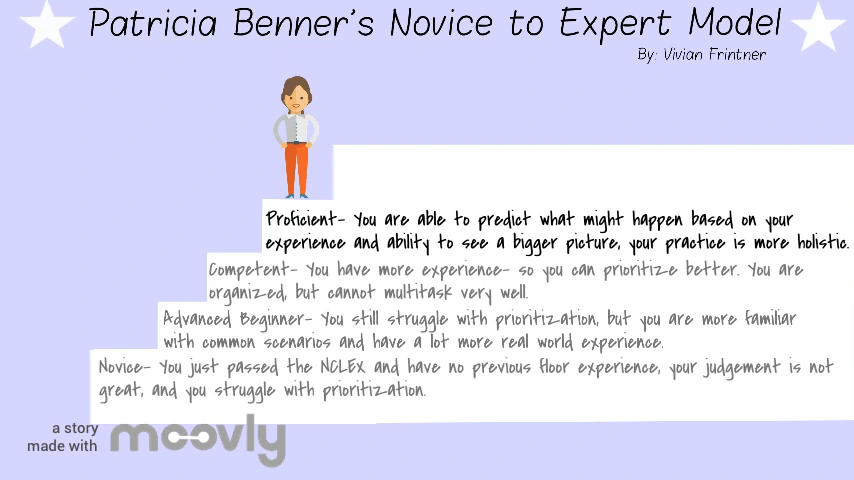 Patricia Benner's Novice to Expert Model
By: Vivian Frintner
Proficient- You are able to predict what might happen based on your
experience and ability to see a bigger picture, your practice is more holistic.
Competent- You have more experience- so you can prioritize better. You are
organized, but cannot multitask very well.
Advanced Beginner- You still struggle with prioritization, but you are more familiar
with common scenarios and have a lot more real world experience.
Novice- You just passed the NCLEX and have no previous floor experience, your judgement is not
great, and you struggle with prioritization.
a story
made with moovly